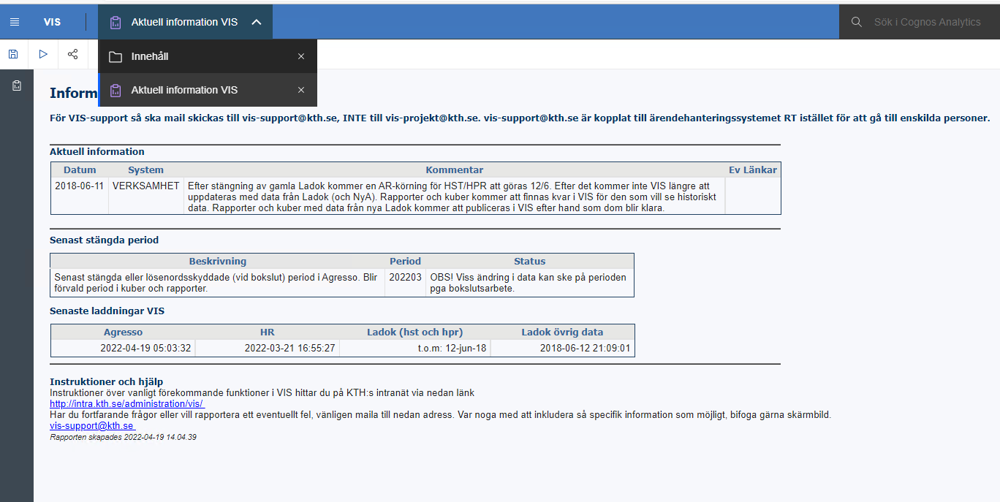 VIS
Aktuell information VIS
Sök i Cognos Analytics
Innehåll
Aktuell information VIS
Inform
För VIS-support så ska mail skickas till vis-support@kth.se, INTE till vis-projekt@kth.se. vis-support@kth.se är kopplat till ärendehanteringssystemet RT istället för att gå till enskilda personer.
Aktuell information
Datum System Kommentar Ev Länkar
2018-06-11 VERKSAMHET Efter stängning av gamla Ladok kommer en AR-körning för HST/HPR att göras 12/6. Efter det kommer inte VIS längre att
uppdateras med data från Ladok (och NyA). Rapporter och kuber kommer att finnas kvar i VIS för den som vill se historiskt
data. Rapporter och kuber med data från nya Ladok kommer att publiceras i VIS efter hand som dom blir klara.
Senast stängda period
Beskrivning Period Status
Senast stängda eller lösenordsskyddade (vid bokslut) period i Agresso. Blir 202203 OBS! Viss ändring i data kan ske på perioden
förvald period i kuber och rapporter. pga bokslutsarbete.
Senaste laddningar VIS
Agresso HR Ladok (hst och hpr) Ladok övrig data
2022-04-19 05:03:32 2022-03-21 16:55:27 t.o.m: 12-jun-18 2018-06-12 21:09:01
Instruktioner och hjälp
Instruktioner över vanligt förekommande funktioner i VIS hittar du på KTH:s intranät via nedan länk
http://intra.kth.se/administration/vis/
Har du fortfarande frågor eller vill rapportera ett eventuellt fel, vänligen maila till nedan adress. Var noga med att inkludera så specifik information som möjligt, bifoga gärna skärmbild.
vis-support@kth.se
Rapporten skapades 2022-04-19 14.04.39